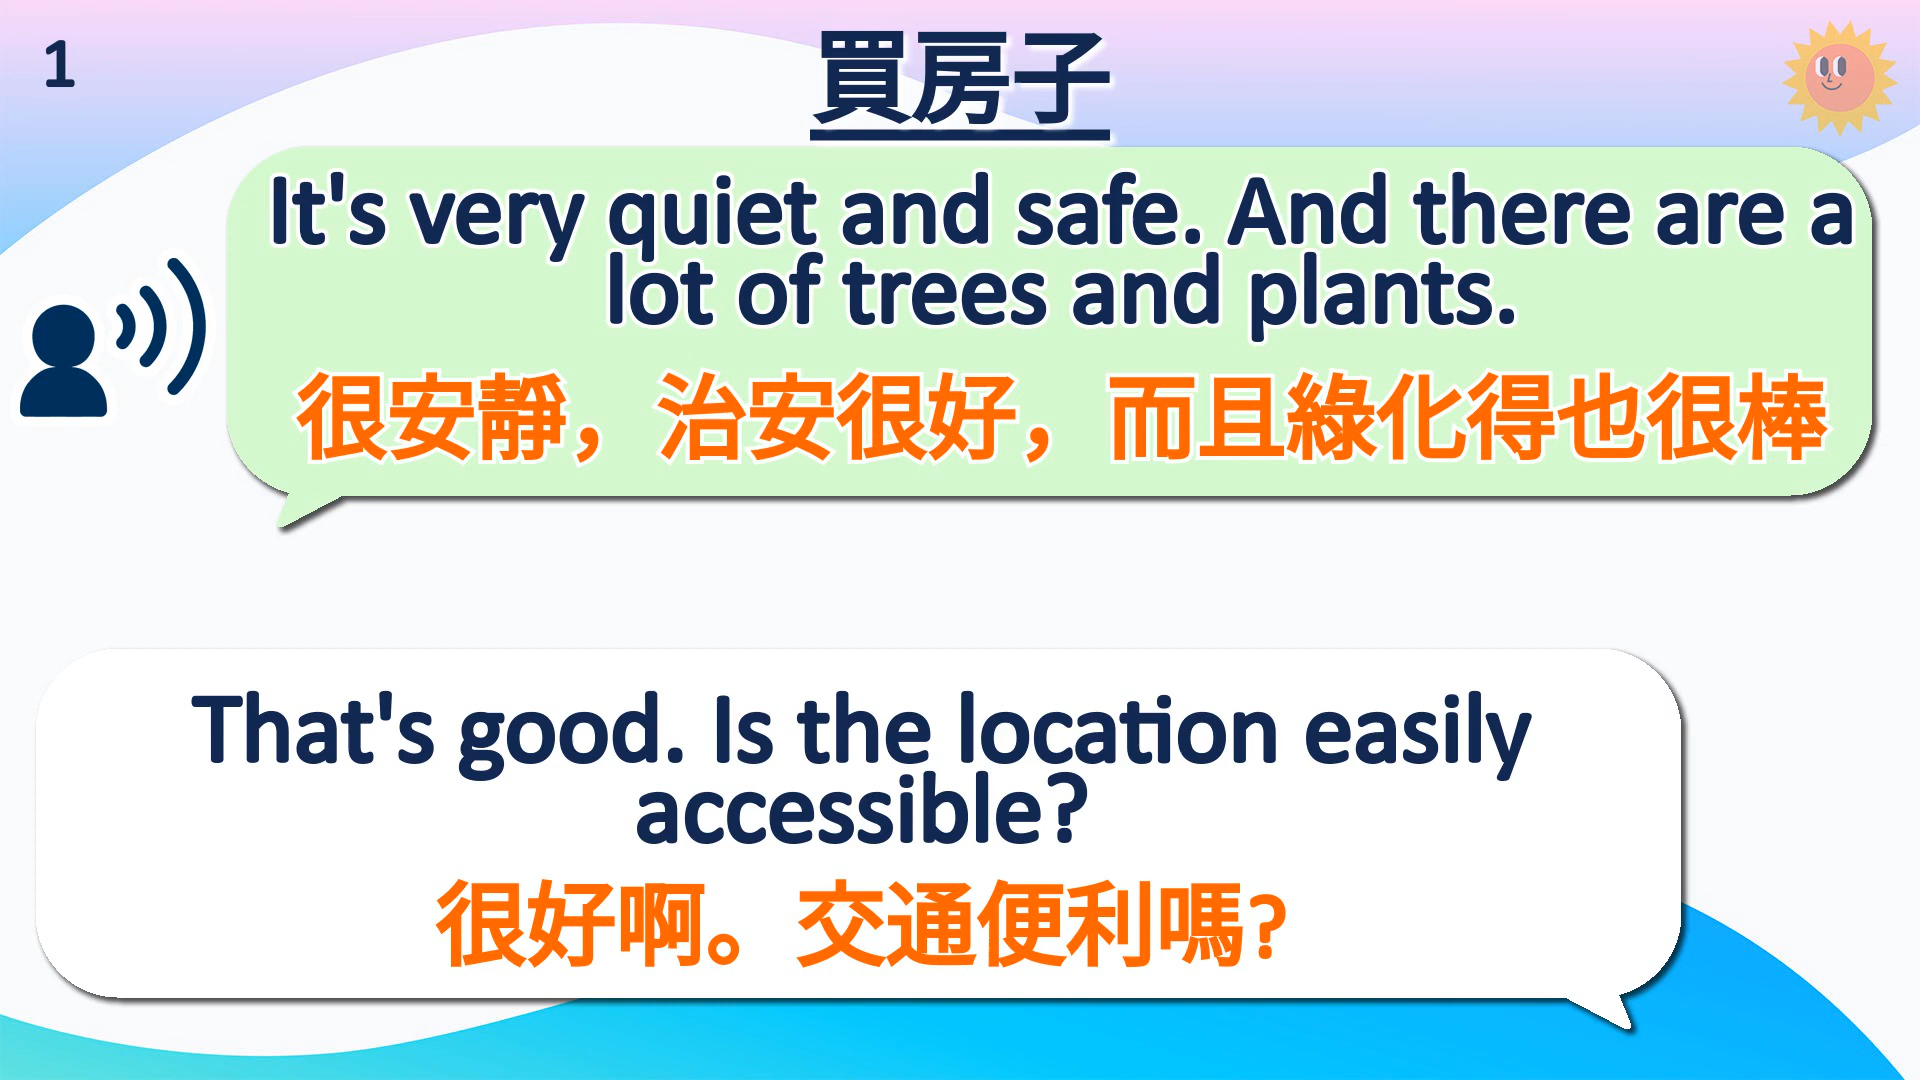 1
買房子
It's very quiet and safe. And there are a
lot of trees and plants.
很安靜，治安很好，而且綠化得也很棒
That's good. Is the location easily
accessible?
很好啊。交通便利嗎?